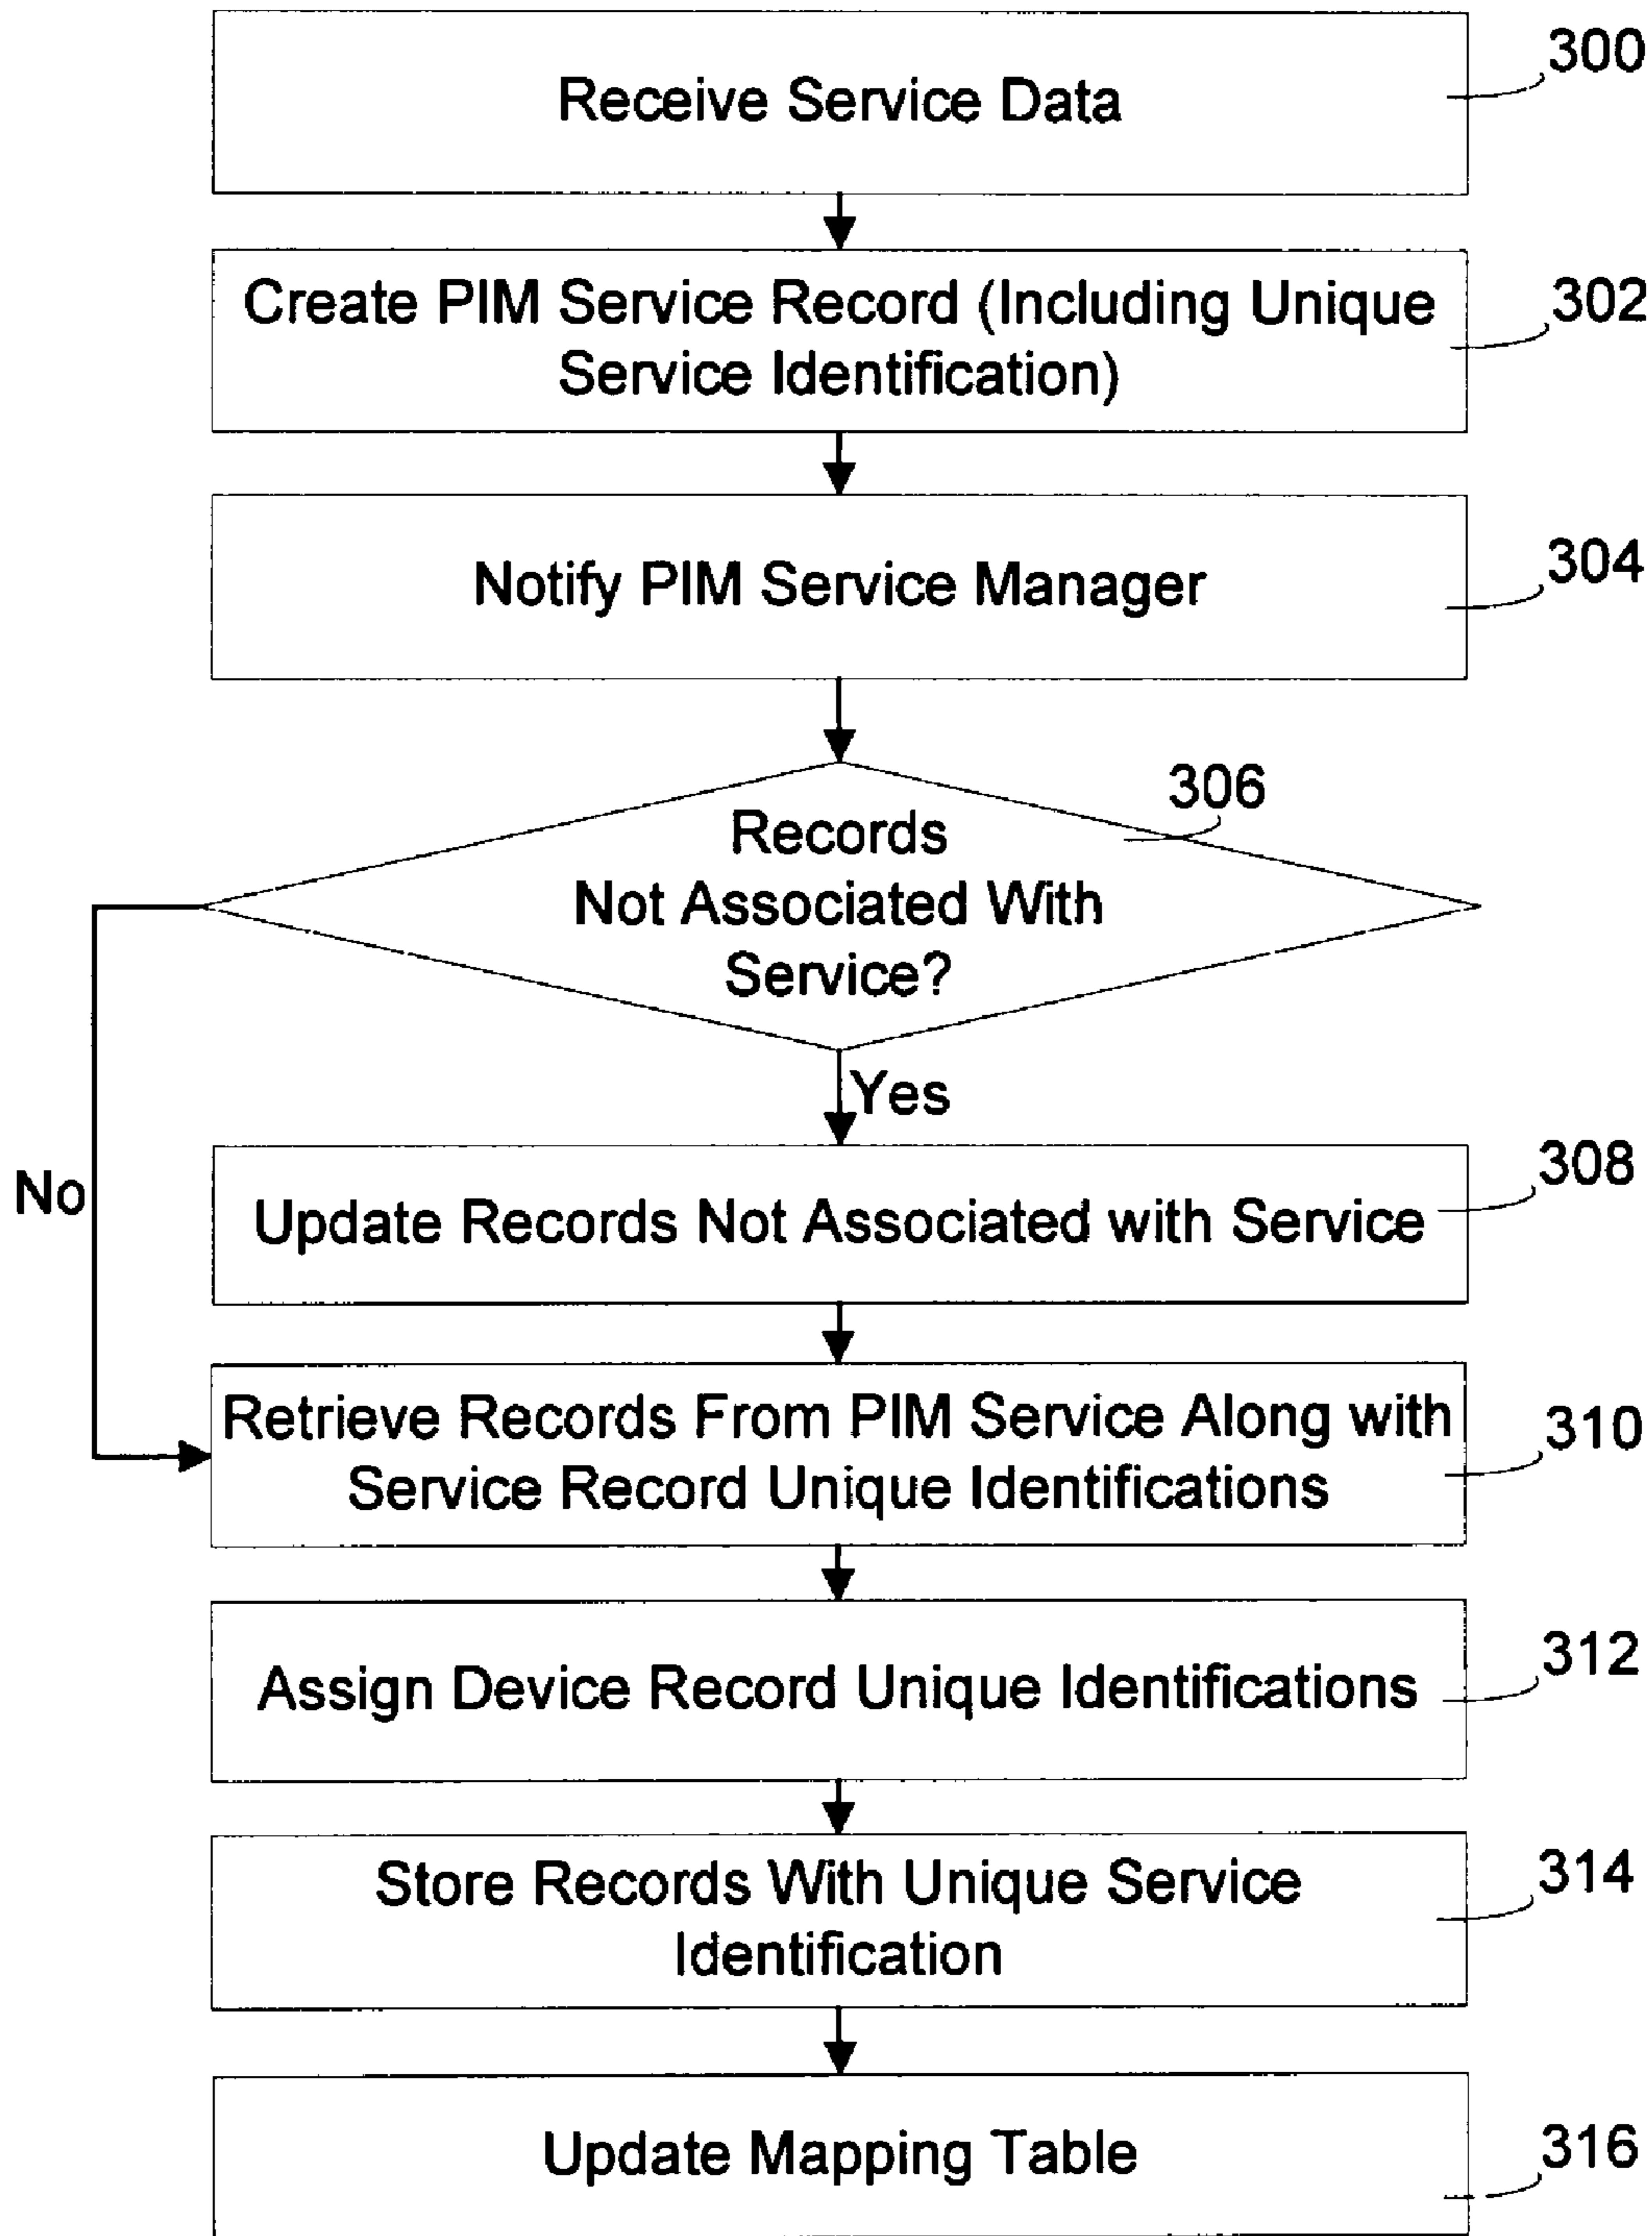 Receive Service Data
300
Create PIM Service Record (Including Unique
Service Identification)
302
Notify PIM Service Manager
304
306
Records
Not Associated With
Service?
Yes
No
Update Records Not Associated with Service
308
Retrieve Records From PIM Service Along with
Service Record Unique Identifications
310
Assign Device Record Unique Identifications
312
Store Records With Unique Service
Identification
314
Update Mapping Table
316